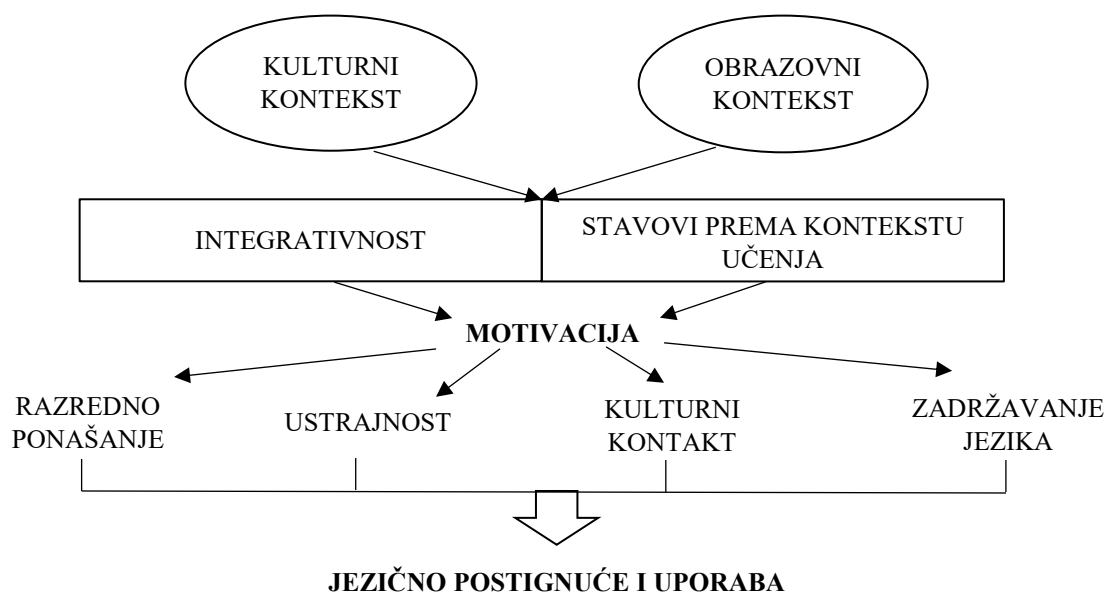 KULTURNI
KONTEKST
OBRAZOVNI
KONTEKST
INTEGRATIVNOST
STAVOVI PREMA KONTEKSTU
UČENJA
MOTIVACIJA
RAZREDNO
PONAŠANJE
USTRAJNOST
KULTURNI
KONTAKT
ZADRŽAVANJE
JEZIKA
JEZIČNO POSTIGNUĆE I UPORABA